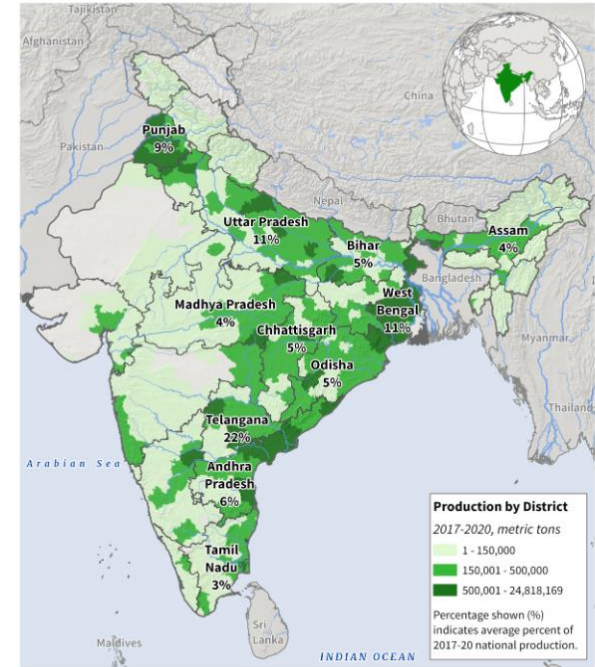 Tajikistan
Afghanistan
China
Punjab
9%
Pakistan
Nepal
Uttar Pradesh
11%
Bhutan
Assam
4%
Bihar
5%
Bangladesh
West
Bengal
11%
Madhya Pradesh
4%
Chhattisgarh
5%
Myanmar
Odisha
5%
Thailand
Telangana
22%
Arabian Sea
Andhra
Pradesh
6%
Tamil
Nadu
3%
Sri
Lanka
Maldives
INDIAN OCEAN
Production by District
2017-2020, metric tons
1 - 150,000
150,001 - 500,000
500,001 - 24,818,169
Percentage shown (%)
indicates average percent of
2017-20 national production.